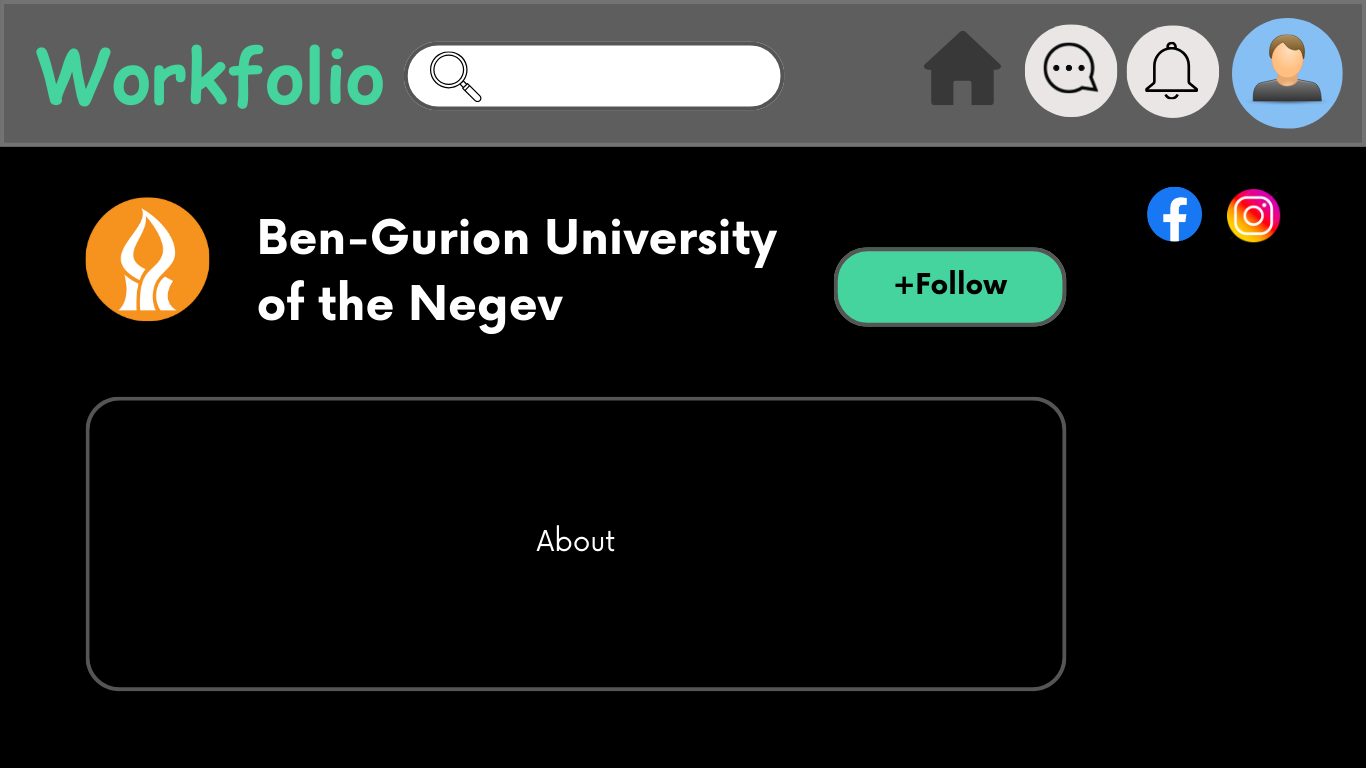 Workfolio
Ben-Gurion University
of the Negev
+Follow
About